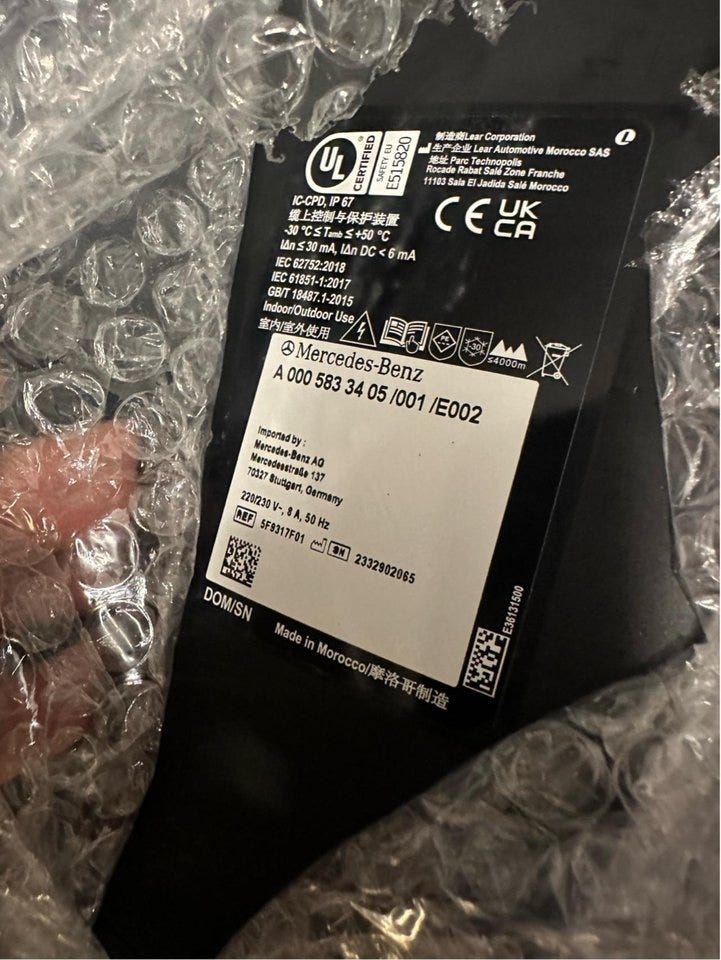 UL
CERTIFIED
SAFETY EU
E515820
制造商Lear Corporation
生产企业 Lear Automotive Morocco SAS
地址 Parc Technopolis
Rocade Rabat Salé Zone Franche
11103 Sala El Jadida Salé Morocco
IC-CPD, IP 67
缆上控制与保护装置
-30 °C ≤ Tamb ≤ +50 °C
IΔn ≤ 30 mA, IΔn DC < 6 mA
IEC 62752:2018
IEC 61851-1:2017
GB/T 18487.1-2015
Indoor/Outdoor Use
室内/室外使用
CE UK CA
PE
-30
≤4000m
Mercedes-Benz
A 000 583 34 05 /001 /E002
Imported by :
Mercedes-Benz AG
Mercedesstraße 137
70327 Stuttgart, Germany
220/230 V~, 8 A, 50 Hz
REF 5F9317F01 SN 2332902065
DOM/SN
E36131500
Made in Morocco/摩洛哥制造